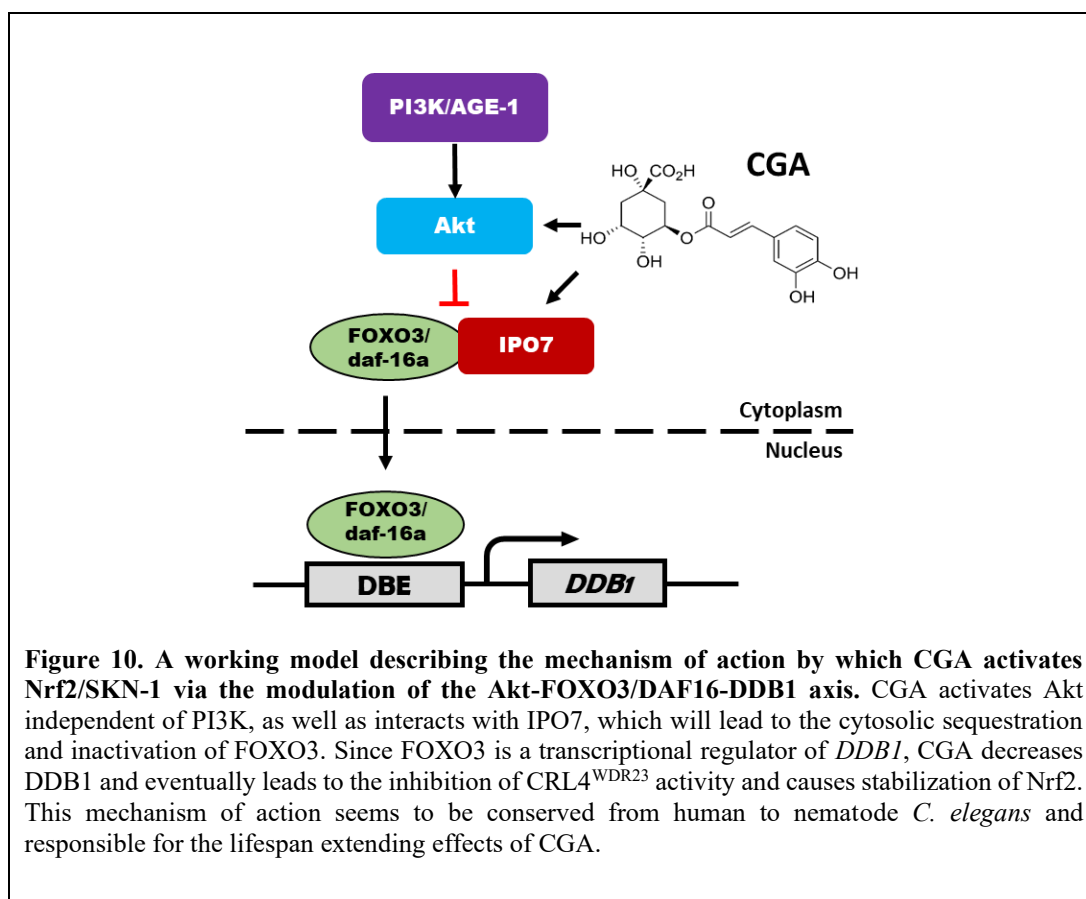 PI3K/AGE-1
CGA
Akt
HO
CO₂H
HO
OH
O
O
OH
OH
FOXO3/
daf-16a
IPO7
Cytoplasm
Nucleus
FOXO3/
daf-16a
DBE
DDB1
Figure 10. A working model describing the mechanism of action by which CGA activates
Nrf2/SKN-1 via the modulation of the Akt-FOXO3/DAF16-DDB1 axis. CGA activates Akt
independent of PI3K, as well as interacts with IPO7, which will lead to the cytosolic sequestration
and inactivation of FOXO3. Since FOXO3 is a transcriptional regulator of DDB1, CGA decreases
DDB1 and eventually leads to the inhibition of CRL4ᵂᴰᴿ²³ activity and causes stabilization of Nrf2.
This mechanism of action seems to be conserved from human to nematode C. elegans and
responsible for the lifespan extending effects of CGA.